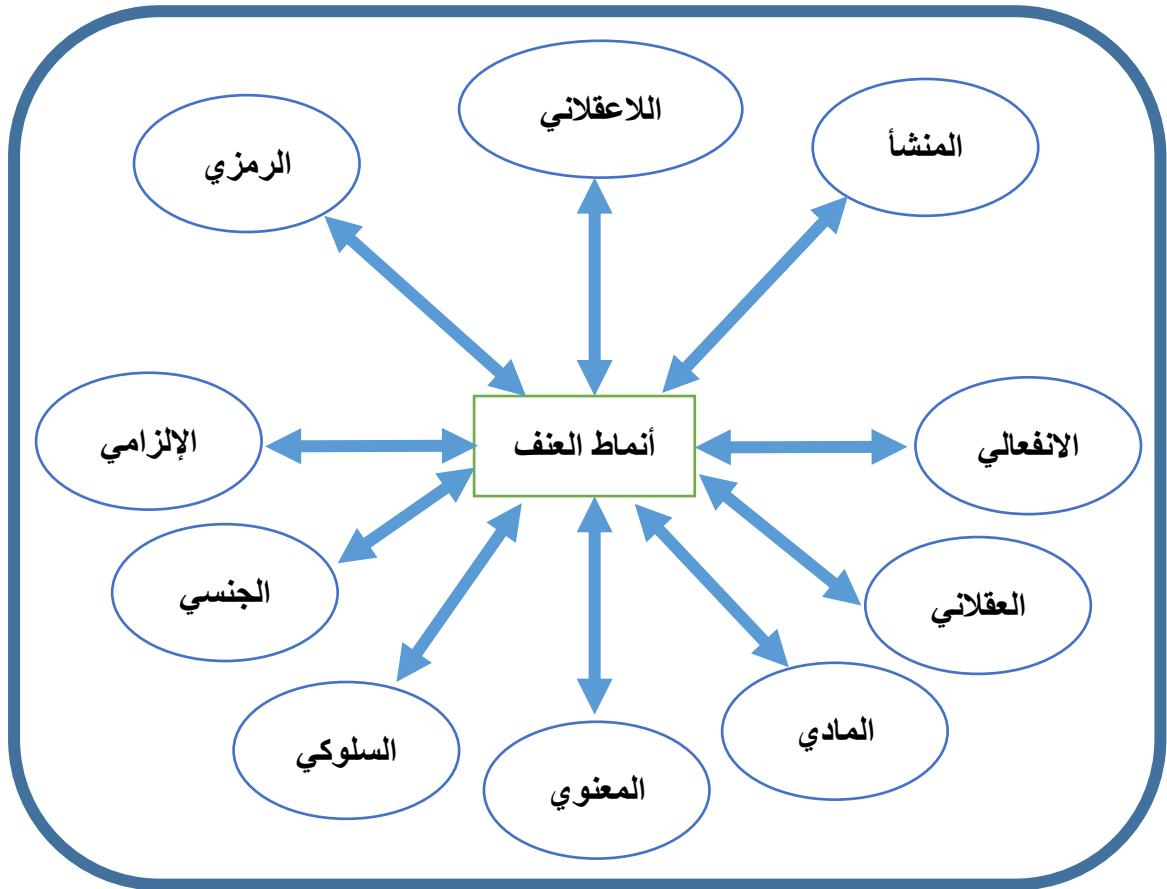 اللاعقلاني
المنشأ
الرمزي
الانفعالي
أنماط العنف
الإلزامي
العقلاني
الجنسي
المادي
السلوكي
المعنوي